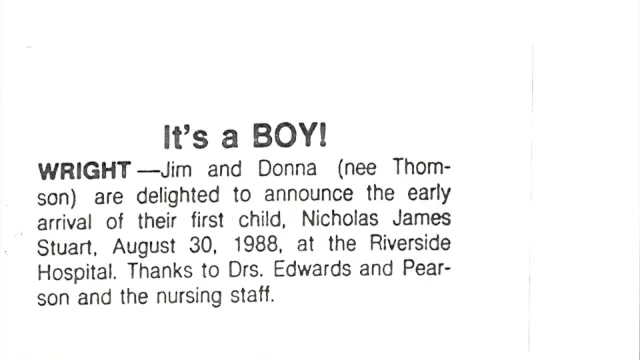 It's a BOY!
WRIGHT—Jim and Donna (nee Thom-
son) are delighted to announce the early
arrival of their first child, Nicholas James
Stuart, August 30, 1988, at the Riverside
Hospital. Thanks to Drs. Edwards and Pear-
son and the nursing staff.